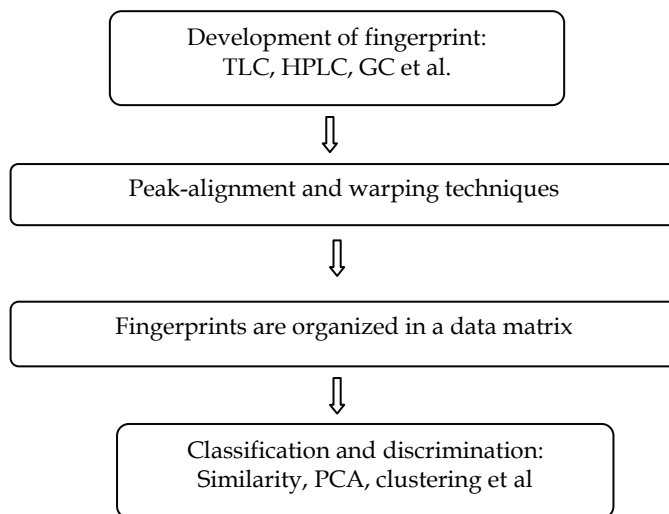 Development of fingerprint:
TLC, HPLC, GC et al.
Peak-alignment and warping techniques
Fingerprints are organized in a data matrix
Classification and discrimination:
Similarity, PCA, clustering et al